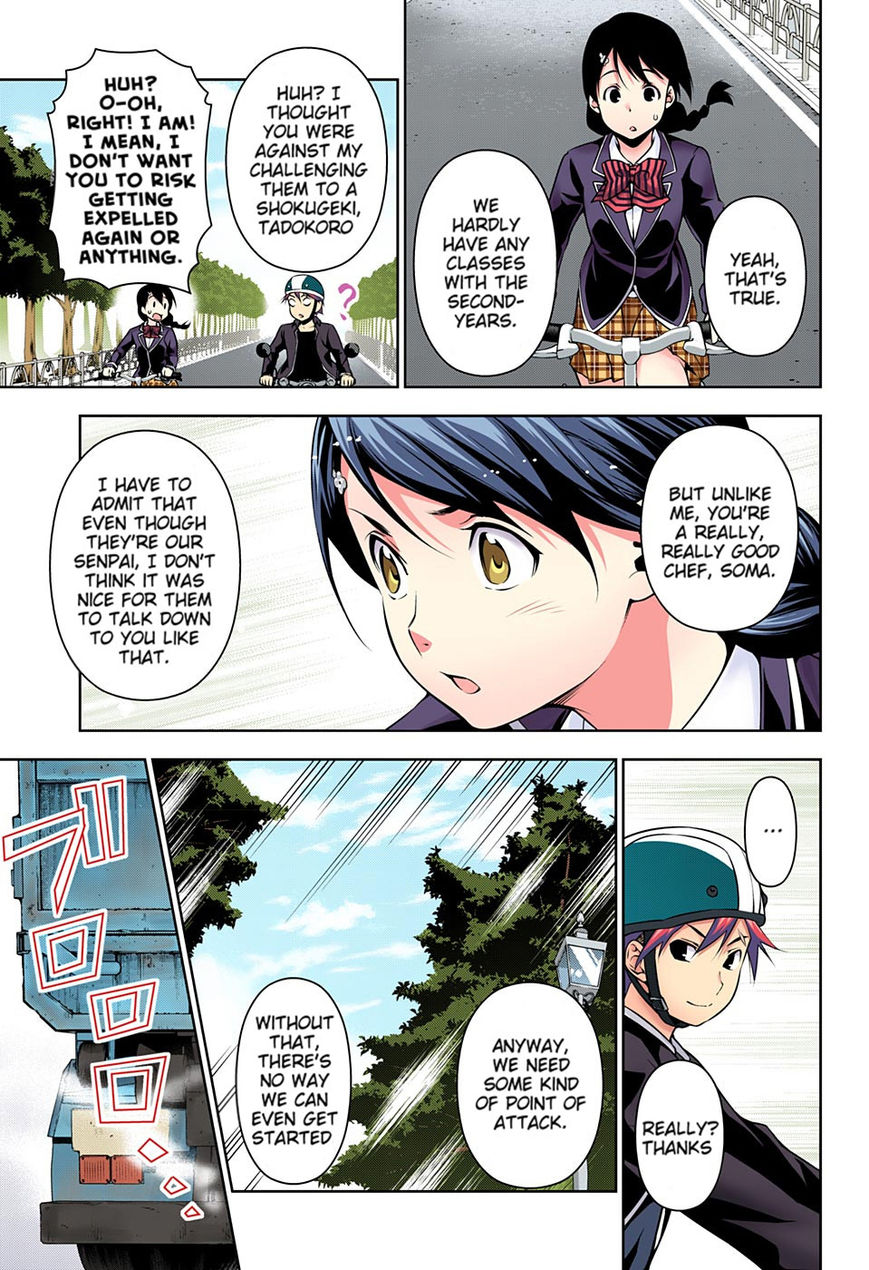 YEAH,
THAT'S
TRUE.
WE
HARDLY
HAVE ANY
CLASSES
WITH THE
SECOND-
YEARS.
HUH? I
THOUGHT
YOU WERE
AGAINST MY
CHALLENGING
THEM TO A
SHOKUGEKI,
TADOKORO
HUH?
O-OH,
RIGHT! I AM!
I MEAN, I
DON'T WANT
YOU TO RISK
GETTING
EXPELLED
AGAIN OR
ANYTHING.
?
BUT UNLIKE
ME, YOU'RE
A REALLY,
REALLY GOOD
CHEF, SOMA.
I HAVE TO
ADMIT THAT
EVEN THOUGH
THEY'RE OUR
SENPAI, I DON'T
THINK IT WAS
NICE FOR THEM
TO TALK DOWN
TO YOU LIKE
THAT.
...
REALLY?
THANKS
ANYWAY,
WE NEED
SOME KIND
OF POINT OF
ATTACK.
WITHOUT
THAT,
THERE'S
NO WAY
WE CAN
EVEN GET
STARTED
ブロロロ